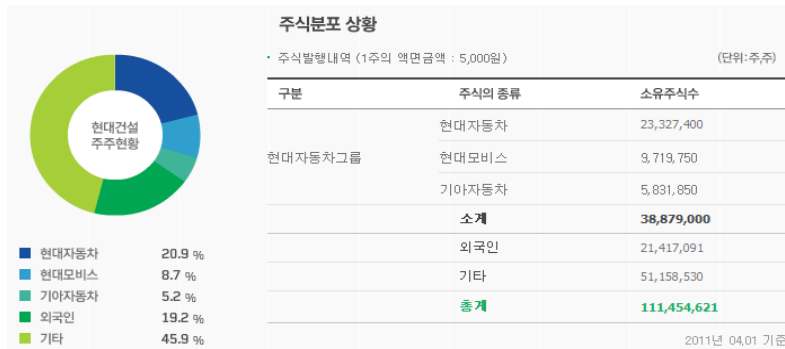 주식분포 상황
주식발행내역 (1주의 액면금액 : 5,000원) (단위:주,주)
구분 주식의 종류 소유주식수
현대자동차 23,327,400
현대자동차그룹 현대모비스 9,719,750
기아자동차 5,831,850
소계 38,879,000
외국인 21,417,091
기타 51,158,530
총계 111,454,621
2011년 04.01 기준
현대건설
주주현황
현대자동차 20.9 %
현대모비스 8.7 %
기아자동차 5.2 %
외국인 19.2 %
기타 45.9 %